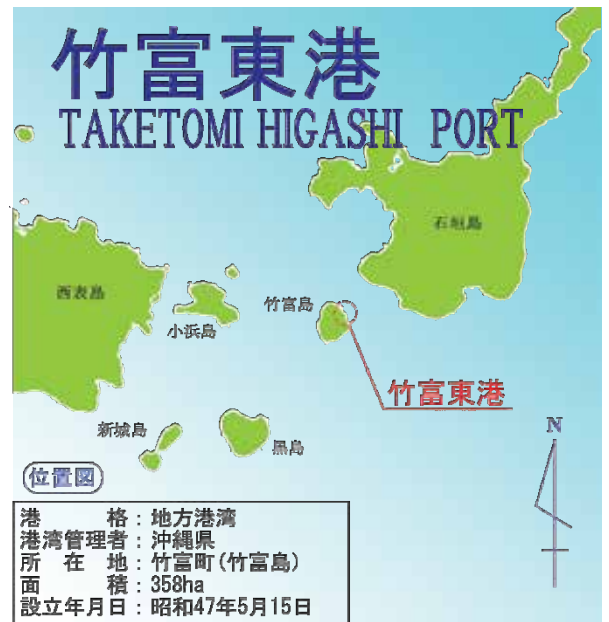 竹富東港
TAKETOMI HIGASHI PORT
石垣島
西表島
竹富島
小浜島
竹富東港
新城島
黒島
N
位置図
港格：地方港湾
港湾管理者：沖縄県
所在地：竹富町(竹富島)
面積：358ha
設立年月日：昭和47年5月15日